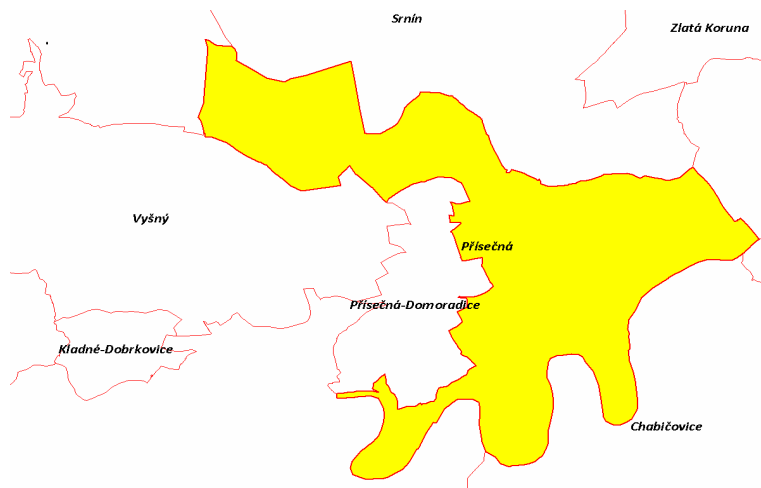 Srnín
Zlatá Koruna
Vyšný
Přísečná
Přísečná-Domoradice
Kladné-Dobrkovice
Chabičovice